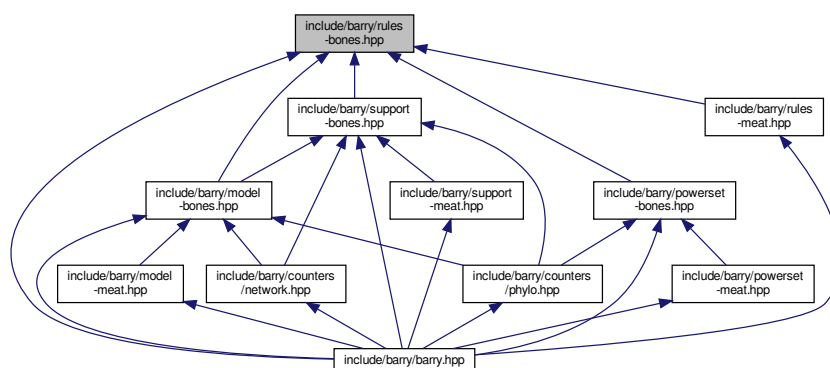 include/barry/rules
-bones.hpp
include/barry/support
-bones.hpp
include/barry/rules
-meat.hpp
include/barry/model
-bones.hpp
include/barry/support
-meat.hpp
include/barry/powerset
-bones.hpp
include/barry/model
-meat.hpp
include/barry/counters
/network.hpp
include/barry/counters
/phylo.hpp
include/barry/powerset
-meat.hpp
include/barry/barry.hpp